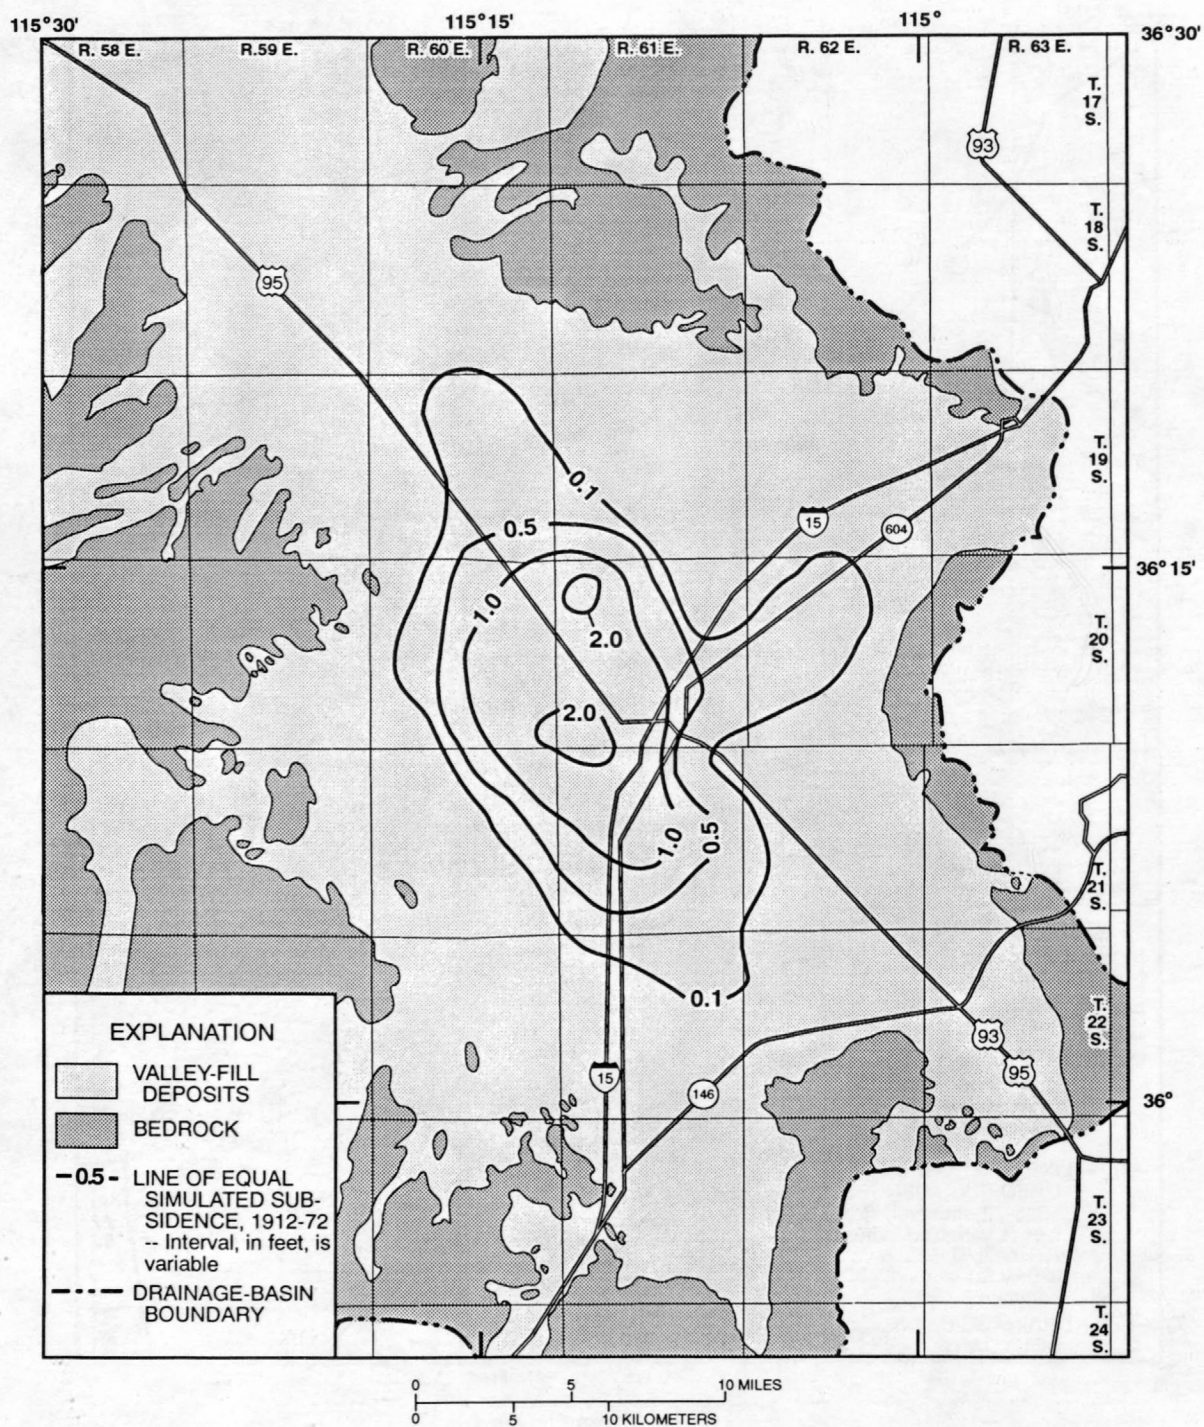 115°30'
115°15'
115°
36°30'
R. 58 E.
R.59 E.
R. 60 E.
R. 61 E.
R. 62 E.
R. 63 E.
T.
17
S.
93
T.
18
S.
95
0.1
T.
19
S.
0.5
15
604
36° 15'
1.0
2.0
T.
20
S.
2.0
1.0
0.5
T.
21
S.
0.1
T.
22
S.
93
95
15
146
36°
EXPLANATION
VALLEY-FILL
DEPOSITS
BEDROCK
0.5
LINE OF EQUAL
SIMULATED SUB-
SIDENCE, 1912-72
-- Interval, in feet, is
variable
DRAINAGE-BASIN
BOUNDARY
T.
23
S.
T.
24
S.
0 5 10 MILES
0 5 10 KILOMETERS